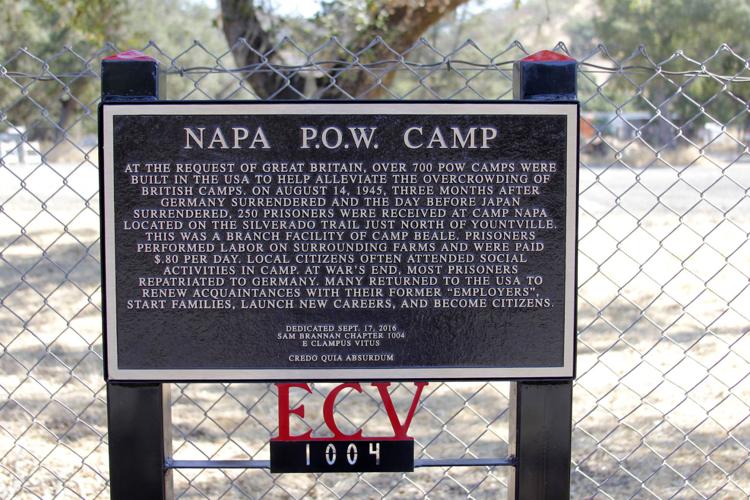 NAPA P.O.W. CAMP
AT THE REQUEST OF GREAT BRITAIN, OVER 700 POW CAMPS WERE
BUILT IN THE USA TO HELP ALLEVIATE THE OVERCROWDING OF
BRITISH CAMPS. ON AUGUST 14, 1945, THREE MONTHS AFTER
GERMANY SURRENDERED AND THE DAY BEFORE JAPAN
SURRENDERED, 250 PRISONERS WERE RECEIVED AT CAMP NAPA
LOCATED ON THE SILVERADO TRAIL JUST NORTH OF YOUNTVILLE.
THIS WAS A BRANCH FACILITY OF CAMP BEALE. PRISONERS
PERFORMED LABOR ON SURROUNDING FARMS AND WERE PAID
$.80 PER DAY. LOCAL CITIZENS OFTEN ATTENDED SOCIAL
ACTIVITIES IN CAMP. AT WAR'S END, MOST PRISONERS
REPATRIATED TO GERMANY. MANY RETURNED TO THE USA TO
RENEW ACQUAINTANCES WITH THEIR FORMER "EMPLOYERS",
START FAMILIES, LAUNCH NEW CAREERS, AND BECOME CITIZENS.
DEDICATED SEPT. 17, 2016
SAM BRANNAN CHAPTER 1004
E CLAMPUS VITUS
CREDO QUIA ABSURDUM
ECV
1004